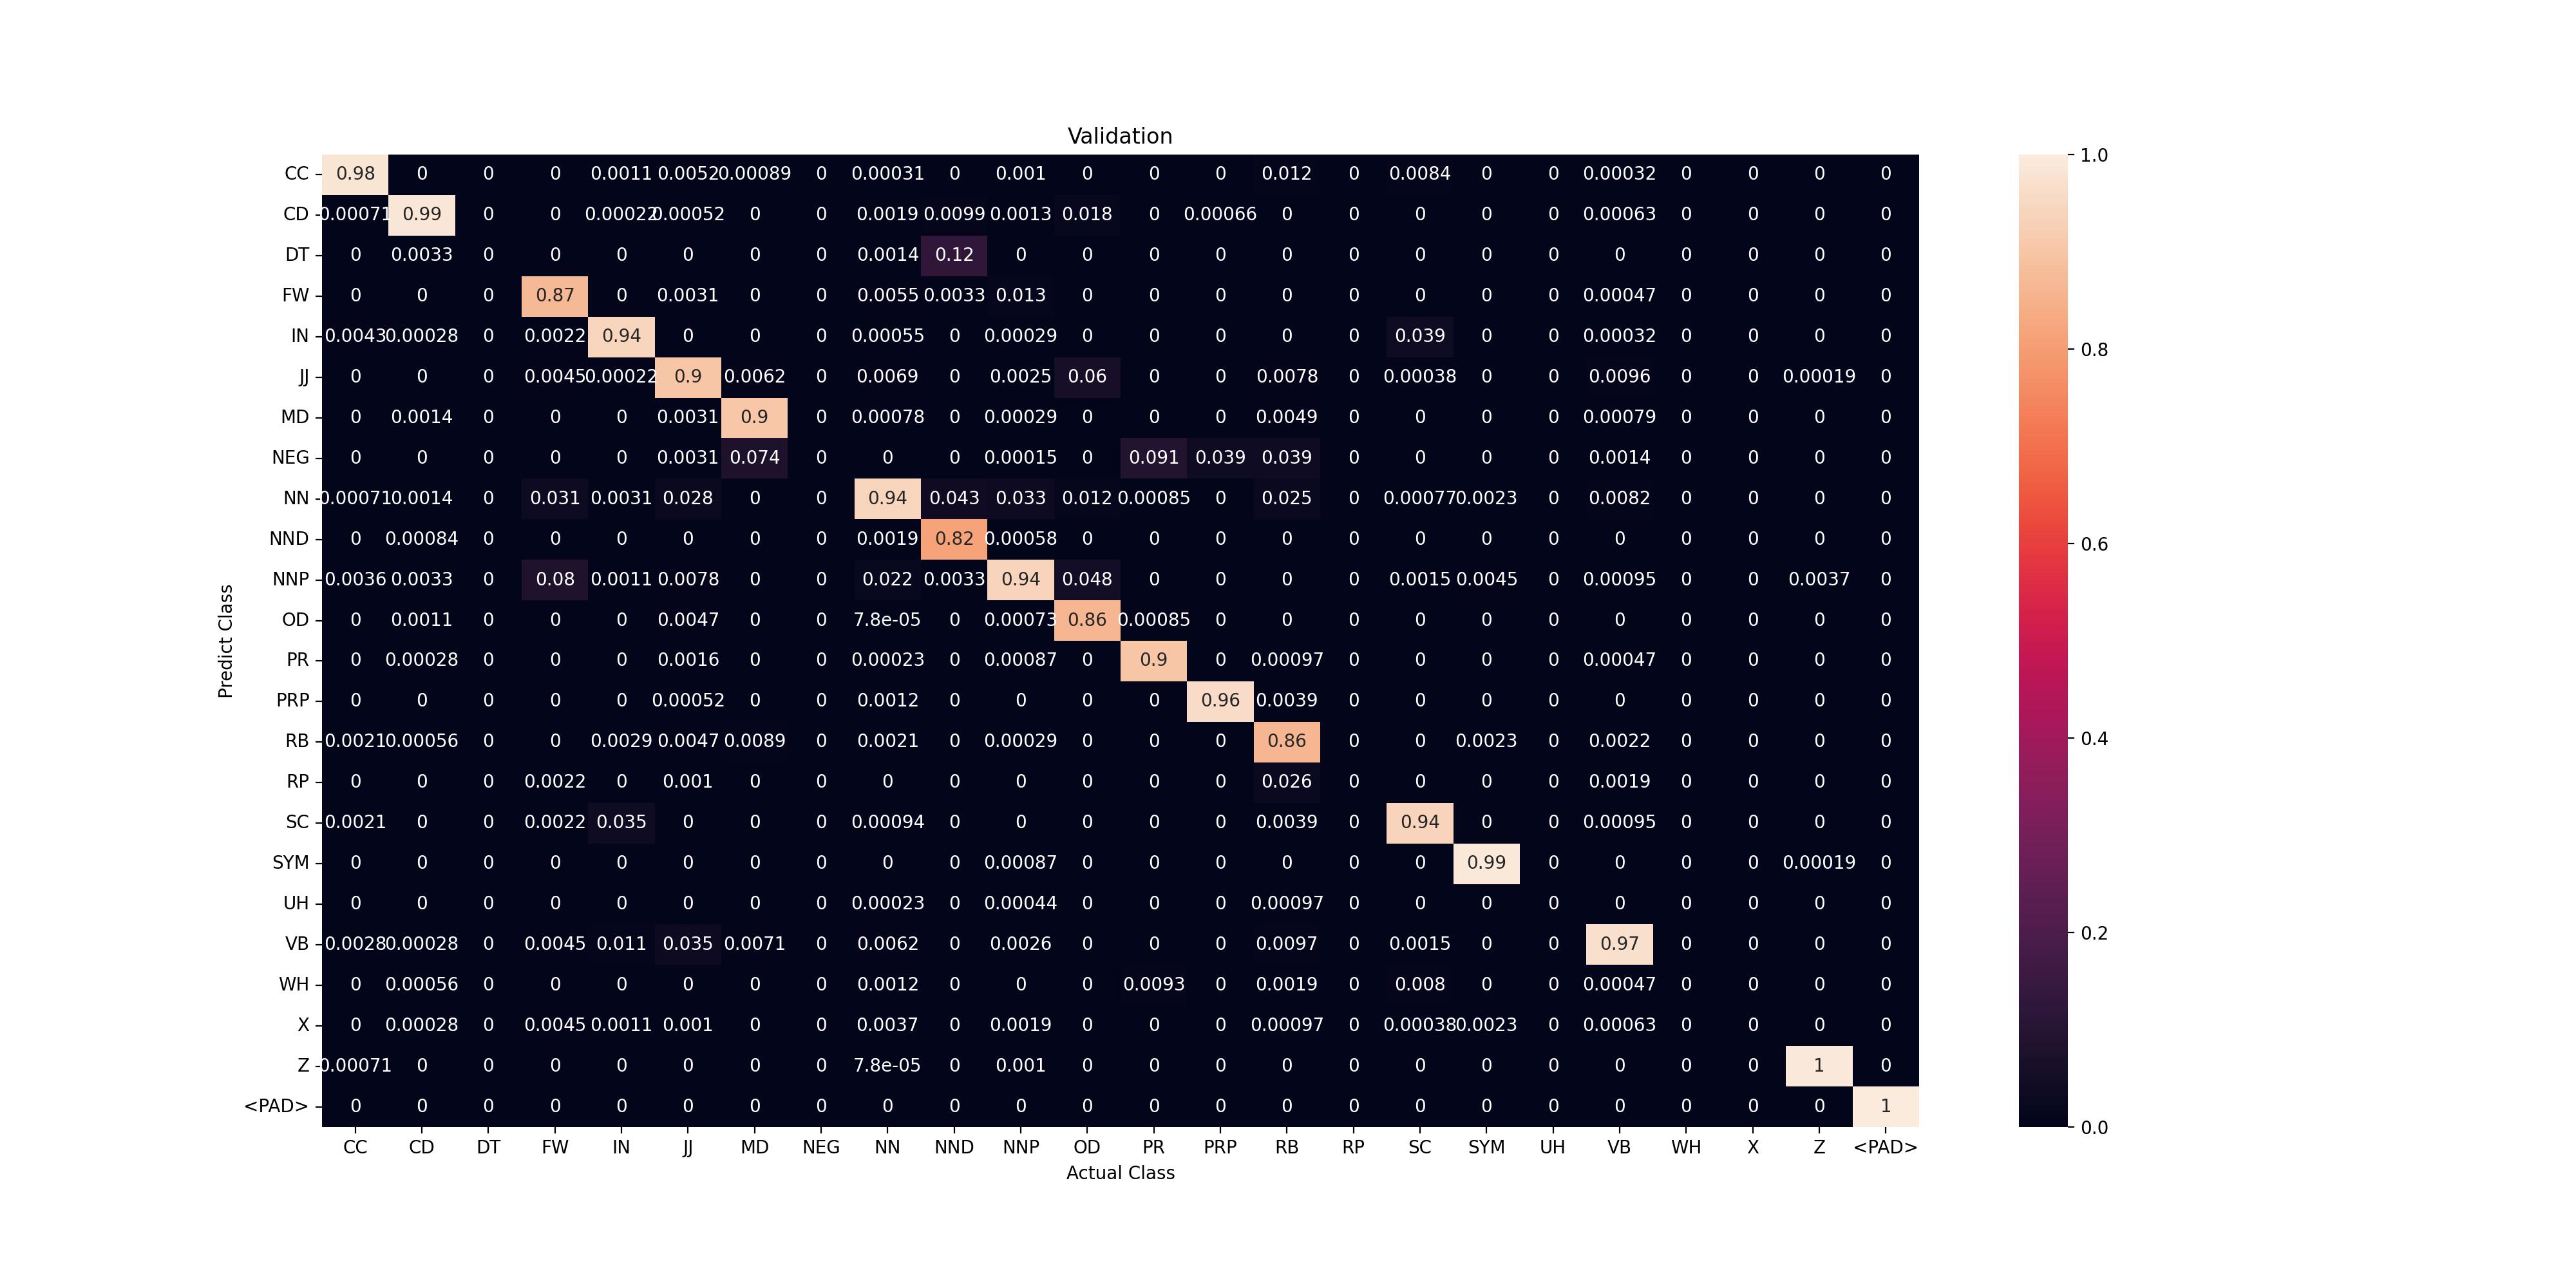 Validation
CC 0.98 0 0 0 0.0011 0.0052 0.00089 0 0.00031 0 0.001 0 0 0 0.012 0 0.0084 0 0 0.00032 0 0 0 0
CD 0.00071 0.99 0 0 0.00022 0.00052 0 0 0.0019 0.0099 0.0013 0.018 0 0.00066 0 0 0 0 0 0.00063 0 0 0 0
DT 0 0.0033 0 0 0 0 0 0 0.0014 0.12 0 0 0 0 0 0 0 0 0 0 0 0 0 0
FW 0 0 0 0.87 0 0.0031 0 0 0.0055 0.0033 0.013 0 0 0 0 0 0 0 0 0.00047 0 0 0 0
IN 0.0043 0.00028 0 0.0022 0.94 0 0 0 0.00055 0 0.00029 0 0 0 0 0 0.039 0 0 0.00032 0 0 0 0
JJ 0 0 0 0.0045 0.00022 0.9 0.0062 0 0.0069 0 0.0025 0.06 0 0 0.0078 0 0.00038 0 0 0.0096 0 0 0.00019 0
MD 0 0.0014 0 0 0 0.0031 0.9 0 0.00078 0 0.00029 0 0 0 0.0049 0 0 0 0 0.00079 0 0 0 0
NEG 0 0 0 0 0 0.0031 0.074 0 0 0 0.00015 0 0.091 0.039 0.039 0 0 0 0 0.0014 0 0 0 0
NN 0.00071 0.0014 0 0.031 0.0031 0.028 0 0 0.94 0.043 0.033 0.012 0.00085 0 0.025 0 0.00077 0.0023 0 0.0082 0 0 0 0
NND 0 0.00084 0 0 0 0 0 0 0.0019 0.82 0.00058 0 0 0 0 0 0 0 0 0 0 0 0 0
NNP 0.0036 0.0033 0 0.08 0.0011 0.0078 0 0 0.022 0.0033 0.94 0.048 0 0 0 0 0.0015 0.0045 0 0.00095 0 0 0.0037 0
OD 0 0.0011 0 0 0 0.0047 0 0 7.8e-05 0 0.00073 0.86 0.00085 0 0 0 0 0 0 0 0 0 0 0
PR 0 0.00028 0 0 0 0.0016 0 0 0.00023 0 0.00087 0 0.9 0 0.00097 0 0 0 0 0.00047 0 0 0 0
PRP 0 0 0 0 0 0.00052 0 0 0.0012 0 0 0 0 0.96 0.0039 0 0 0 0 0 0 0 0 0
RB 0.0021 0.00056 0 0 0.0029 0.0047 0.0089 0 0.0021 0 0.00029 0 0 0 0.86 0 0 0.0023 0 0.0022 0 0 0 0
RP 0 0 0 0.0022 0 0.001 0 0 0 0 0 0 0 0 0.026 0 0 0 0 0.0019 0 0 0 0
SC 0.0021 0 0 0.0022 0.035 0 0 0 0.00094 0 0 0 0 0 0.0039 0 0.94 0 0 0.00095 0 0 0 0
SYM 0 0 0 0 0 0 0 0 0 0 0.00087 0 0 0 0 0 0 0.99 0 0 0 0 0.00019 0
UH 0 0 0 0 0 0 0 0 0.00023 0 0.00044 0 0 0 0.00097 0 0 0 0 0 0 0 0 0
VB 0.0028 0.00028 0 0.0045 0.011 0.035 0.0071 0 0.0062 0 0.0026 0 0 0 0.0097 0 0.0015 0 0 0.97 0 0 0 0
WH 0 0.00056 0 0 0 0 0 0 0.0012 0 0 0 0.0093 0 0.0019 0 0.008 0 0 0.00047 0 0 0 0
X 0 0.00028 0 0.0045 0.0011 0.001 0 0 0.0037 0 0.0019 0 0 0 0.00097 0 0.00038 0.0023 0 0.00063 0 0 0 0
Z 0.00071 0 0 0 0 0 0 0 7.8e-05 0 0.001 0 0 0 0 0 0 0 0 0 0 0 1 0
<PAD> 0 0 0 0 0 0 0 0 0 0 0 0 0 0 0 0 0 0 0 0 0 0 0 1
CC CD DT FW IN JJ MD NEG NN NND NNP OD PR PRP RB RP SC SYM UH VB WH X Z <PAD>
Actual Class
Predict Class
1.0
0.8
0.6
0.4
0.2
0.0